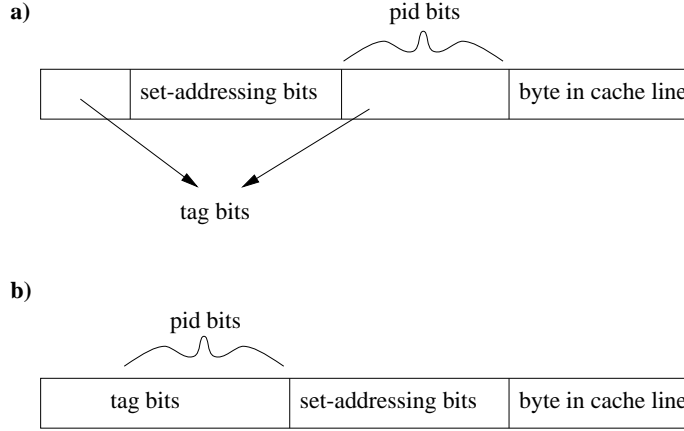 a)
pid bits
set-addressing bits
byte in cache line
tag bits
b)
pid bits
tag bits
set-addressing bits
byte in cache line